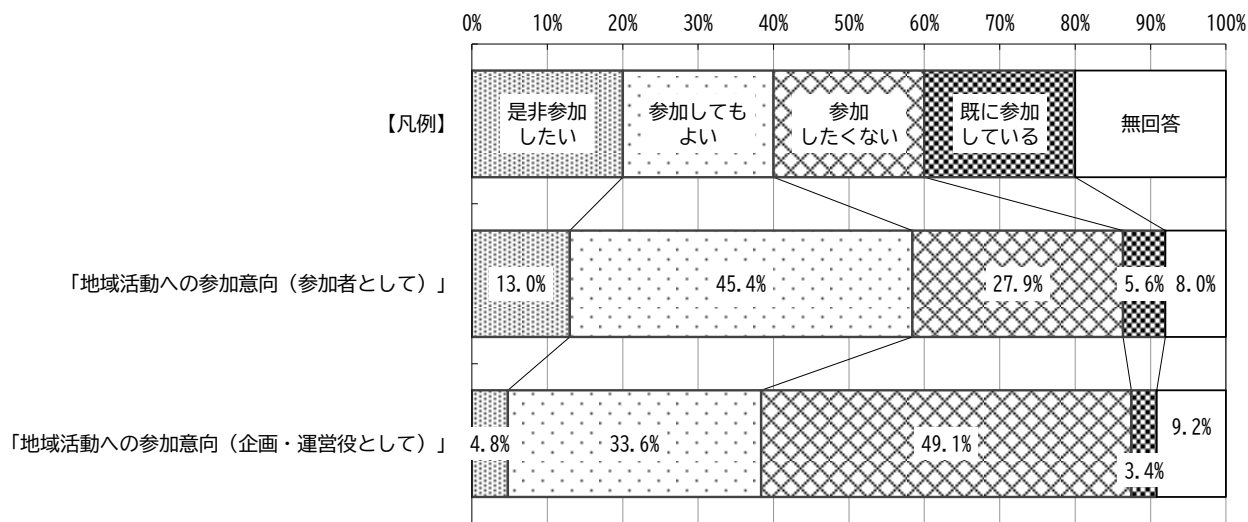 0% 10% 20% 30% 40% 50% 60% 70% 80% 90% 100%
【凡例】
是非参加
したい
参加しても
よい
参加
したくない
既に参加
している
無回答
「地域活動への参加意向（参加者として）」
13.0%
45.4%
27.9%
5.6%
8.0%
「地域活動への参加意向（企画・運営役として）」
4.8%
33.6%
49.1%
3.4%
9.2%